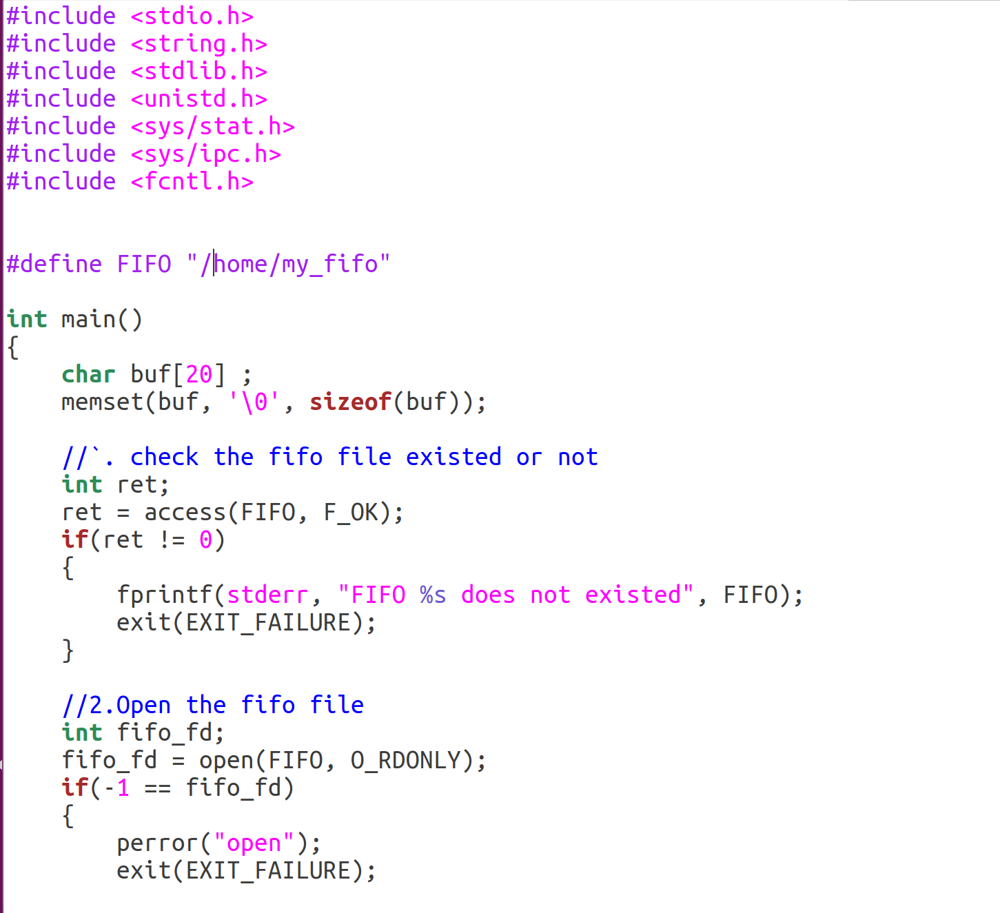 #include <stdio.h>
#include <string.h>
#include <stdlib.h>
#include <unistd.h>
#include <sys/stat.h>
#include <sys/ipc.h>
#include <fcntl.h>
#define FIFO "/home/my_fifo"
int main()
{
    char buf[20] ;
    memset(buf, '\0', sizeof(buf));
    //`. check the fifo file existed or not
    int ret;
    ret = access(FIFO, F_OK);
    if(ret != 0)
    {
        fprintf(stderr, "FIFO %s does not existed", FIFO);
        exit(EXIT_FAILURE);
    }
    //2.Open the fifo file
    int fifo_fd;
    fifo_fd = open(FIFO, O_RDONLY);
    if(-1 == fifo_fd)
    {
        perror("open");
        exit(EXIT_FAILURE);